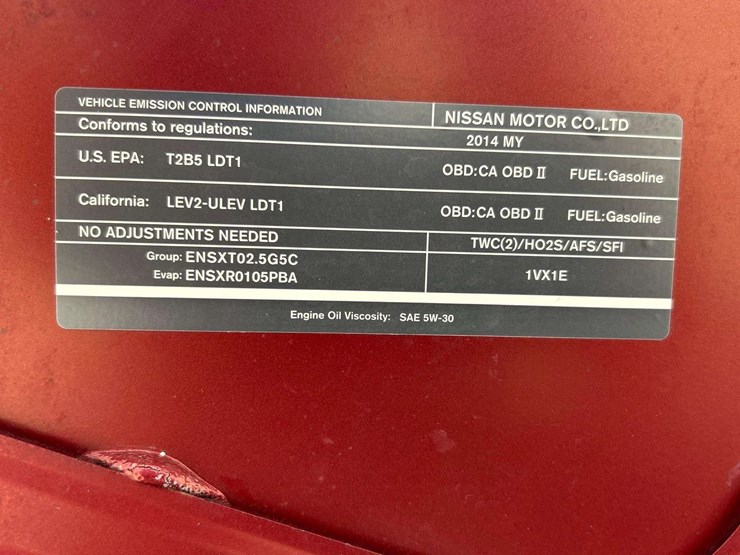 VEHICLE EMISSION CONTROL INFORMATION
NISSAN MOTOR CO.,LTD
Conforms to regulations:
2014 MY
U.S. EPA: T2B5 LDT1
OBD:CA OBD II FUEL:Gasoline
California: LEV2-ULEV LDT1
OBD:CA OBD II FUEL:Gasoline
NO ADJUSTMENTS NEEDED
TWC(2)/HO2S/AFS/SFI
Group: ENSXT02.5G5C
Evap: ENSXR0105PBA
1VX1E
Engine Oil Viscosity: SAE 5W-30